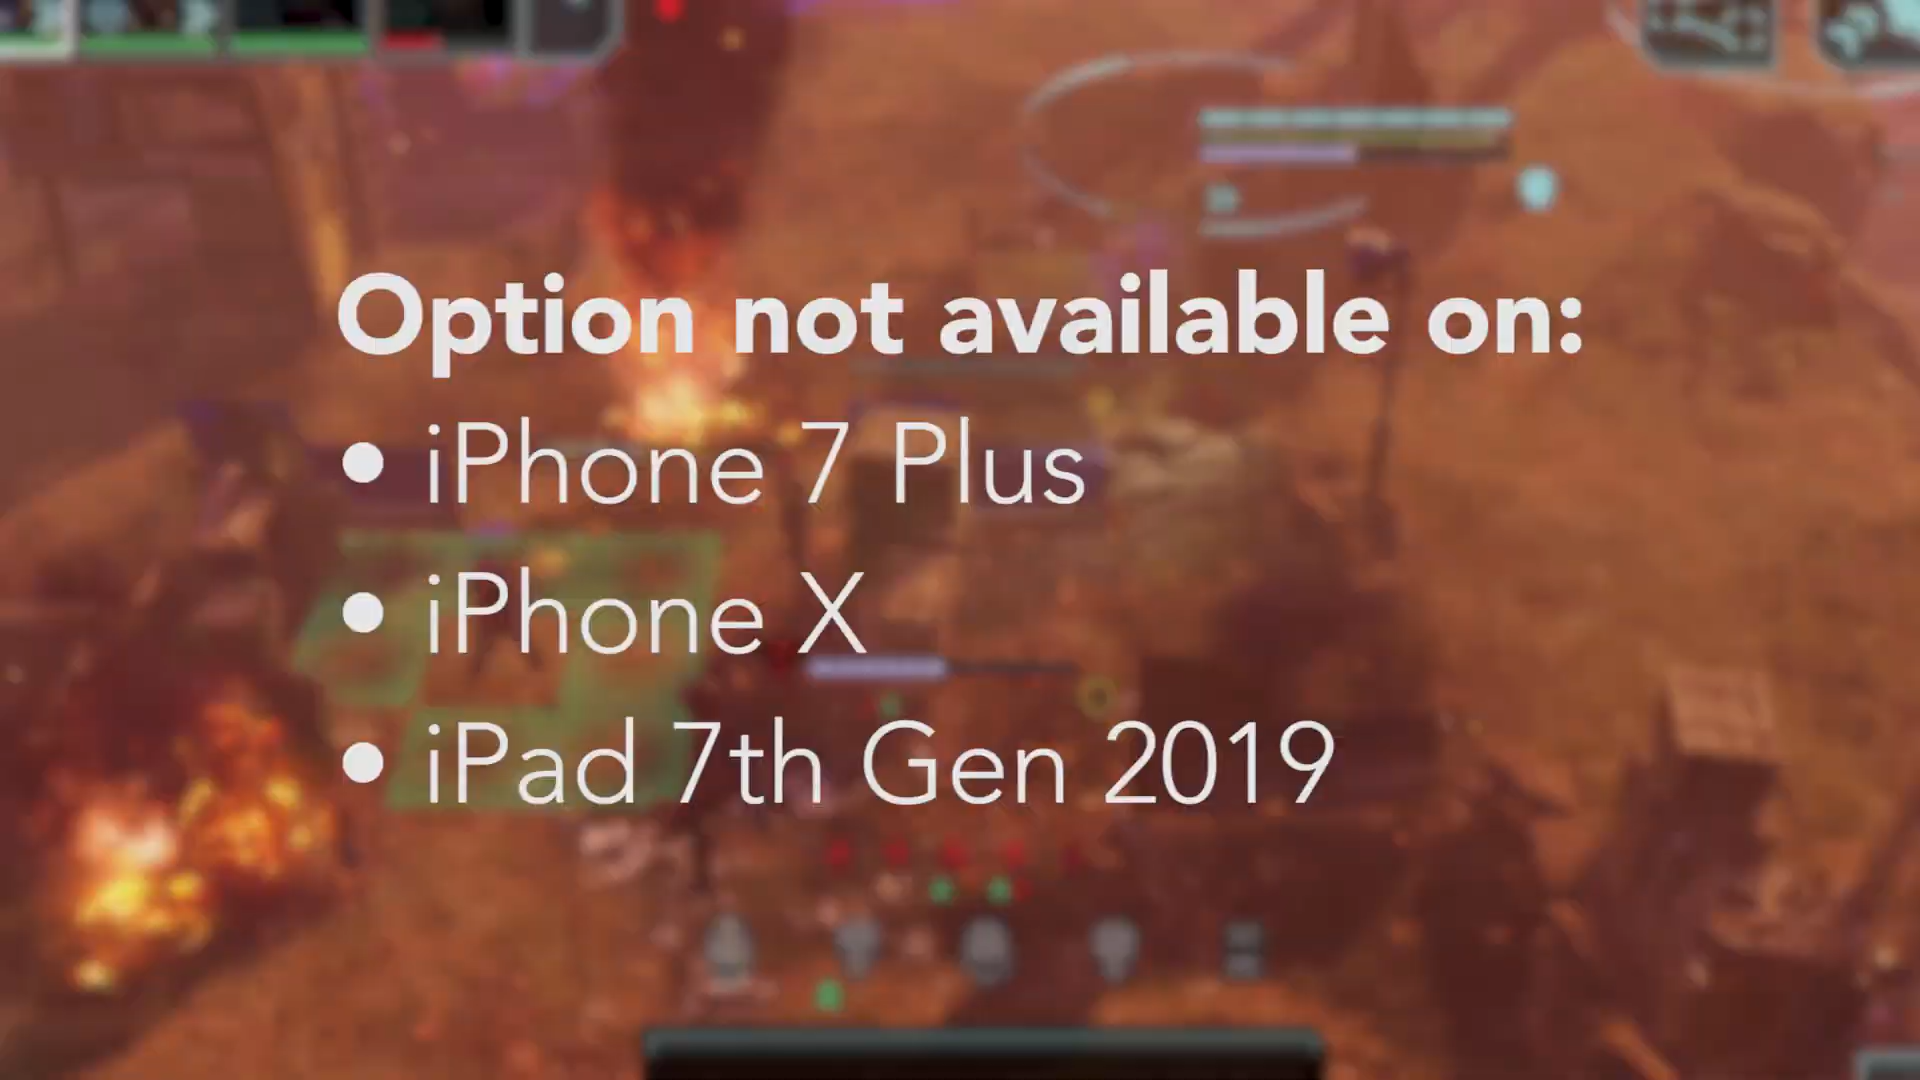 Option not available on:
• iPhone 7 Plus
• iPhone X
• iPad 7th Gen 2019